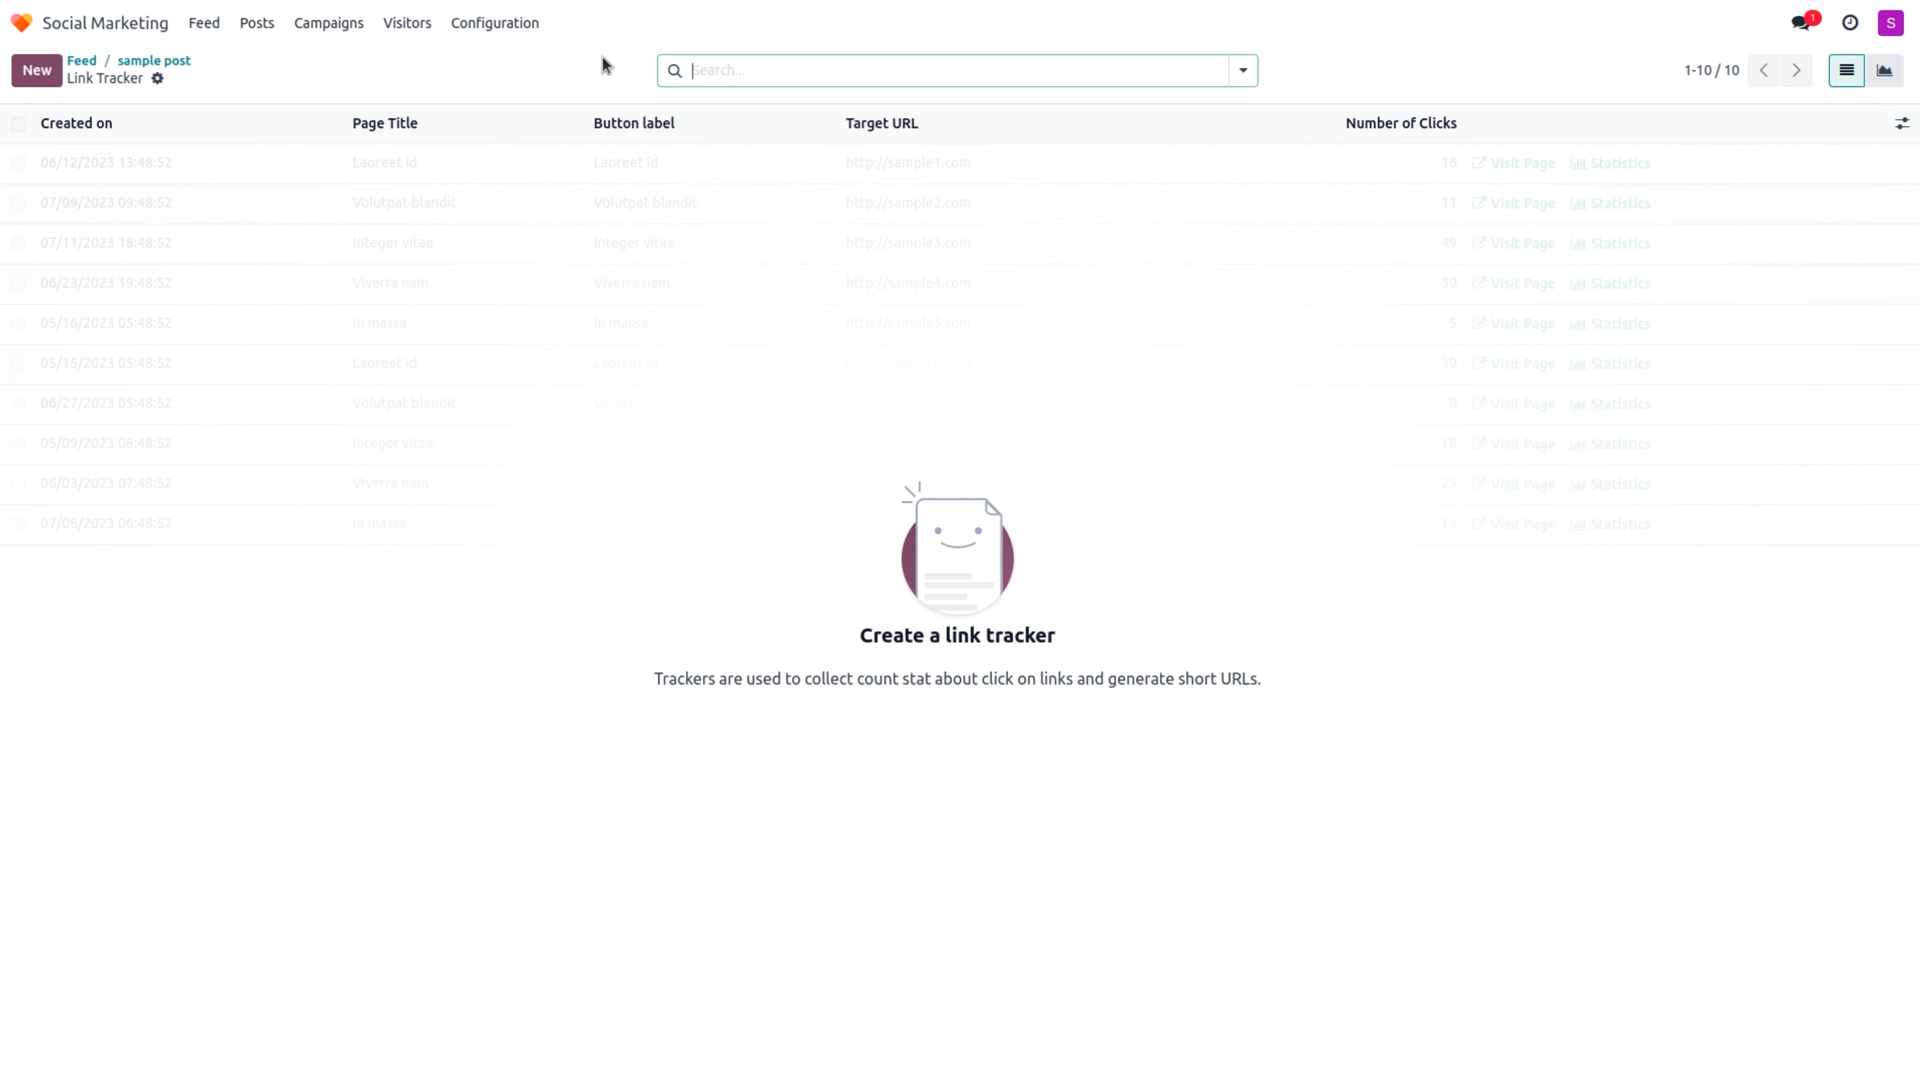 Social Marketing Feed Posts Campaigns Visitors Configuration 1 S
New Feed / sample post
Link Tracker
Search...
1-10 / 10
Created on Page Title Button label Target URL Number of Clicks
06/12/2023 13:48:52 Laoreet id Laoreet id http://sample1.com 16 Visit Page Statistics
07/09/2023 09:48:52 Volutpat blandit Volutpat blandit http://sample2.com 11 Visit Page Statistics
07/11/2023 18:48:52 Integer vitae Integer vitae http://sample3.com 49 Visit Page Statistics
06/23/2023 19:48:52 Viverra nam Viverra nam http://sample4.com 30 Visit Page Statistics
05/16/2023 05:48:52 In massa In massa http://sample5.com 5 Visit Page Statistics
05/15/2023 05:48:52 Laoreet id Laoreet id http://sample6.com 30 Visit Page Statistics
06/27/2023 05:48:52 Volutpat blandit Volutpat blandit 0 Visit Page Statistics
05/09/2023 08:48:52 Integer vitae 18 Visit Page Statistics
06/03/2023 07:48:52 Viverra nam 25 Visit Page Statistics
07/08/2023 06:48:52 In massa 14 Visit Page Statistics
Create a link tracker
Trackers are used to collect count stat about click on links and generate short URLs.